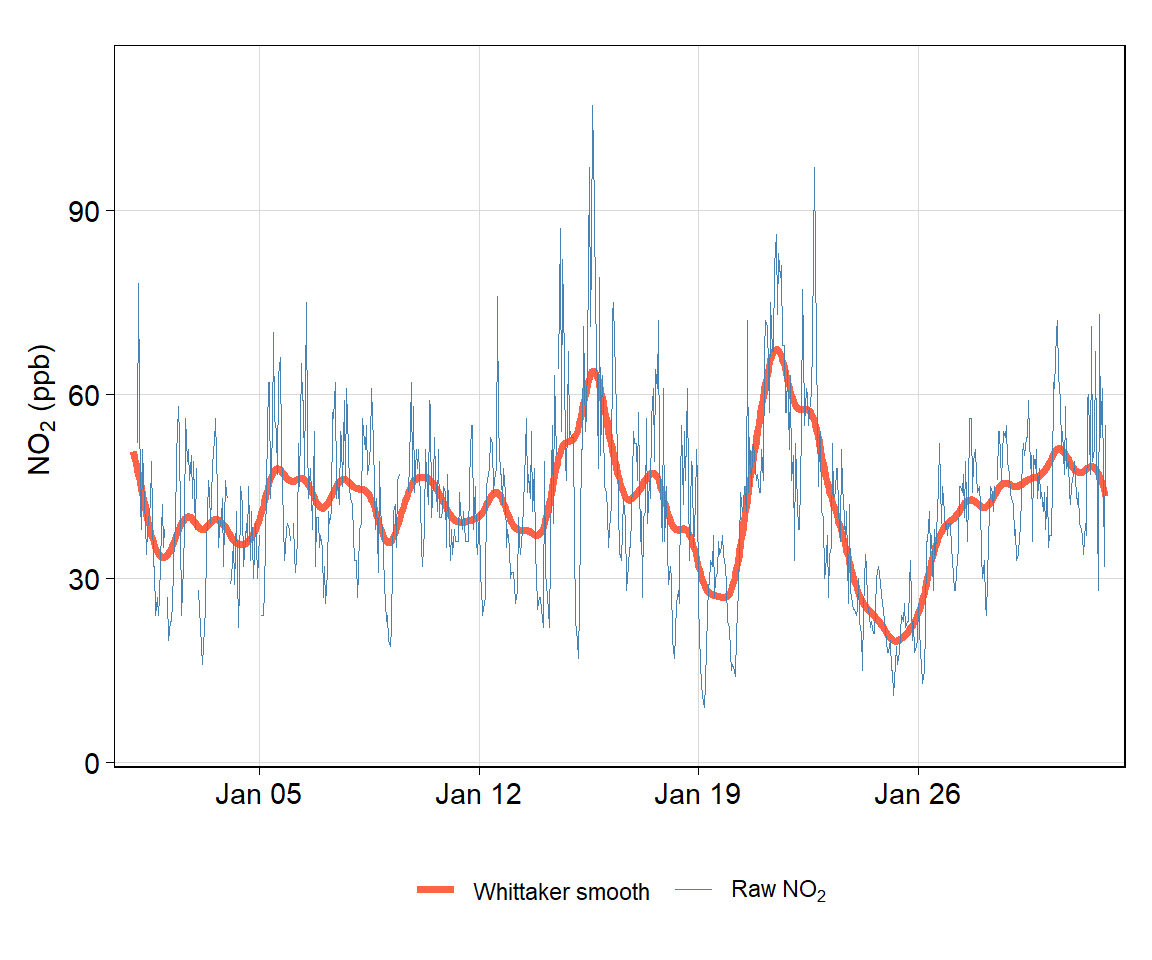 NO₂ (ppb)
90
60
30
0
Jan 05 Jan 12 Jan 19 Jan 26
Whittaker smooth Raw NO₂